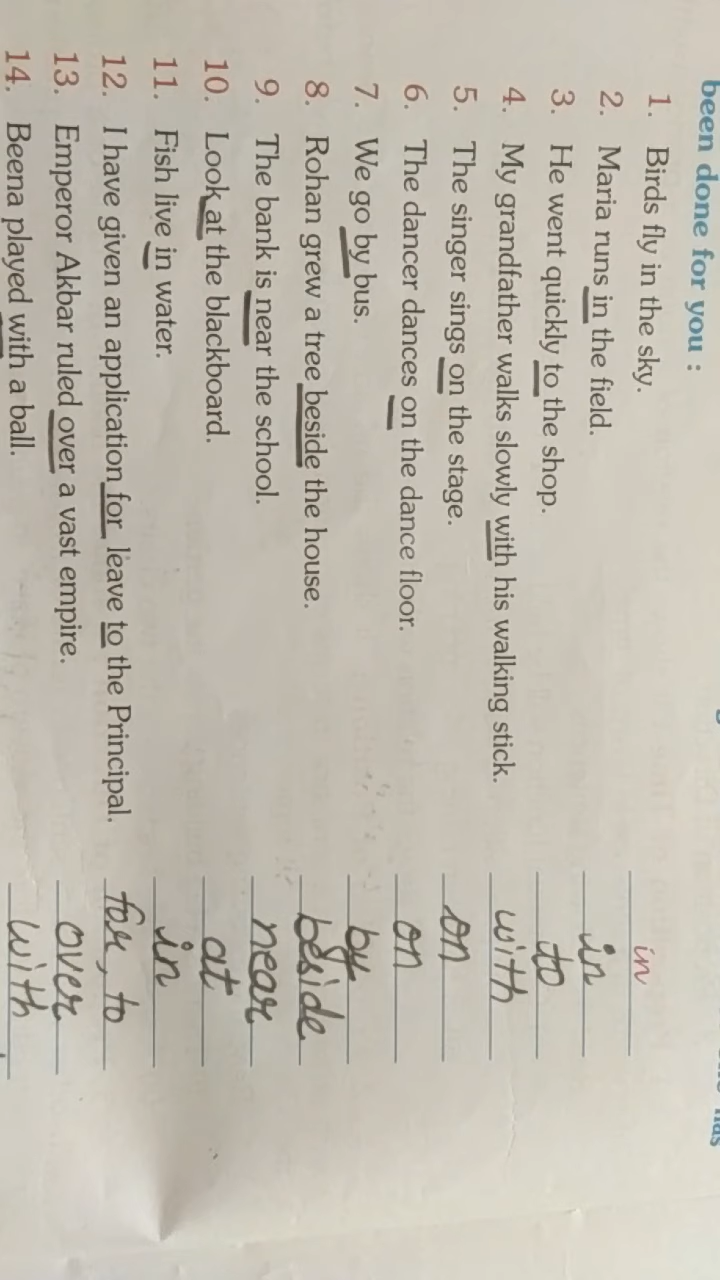 been done for you :
1. Birds fly in the sky. in
2. Maria runs in the field. in
3. He went quickly to the shop. to
4. My grandfather walks slowly with his walking stick. with
5. The singer sings on the stage. on
6. The dancer dances on the dance floor. on
7. We go by bus. by
8. Rohan grew a tree beside the house. beside
9. The bank is near the school. near
10. Look at the blackboard. at
11. Fish live in water. in
12. I have given an application for leave to the Principal. for, to
13. Emperor Akbar ruled over a vast empire. over
14. Beena played with a ball. with